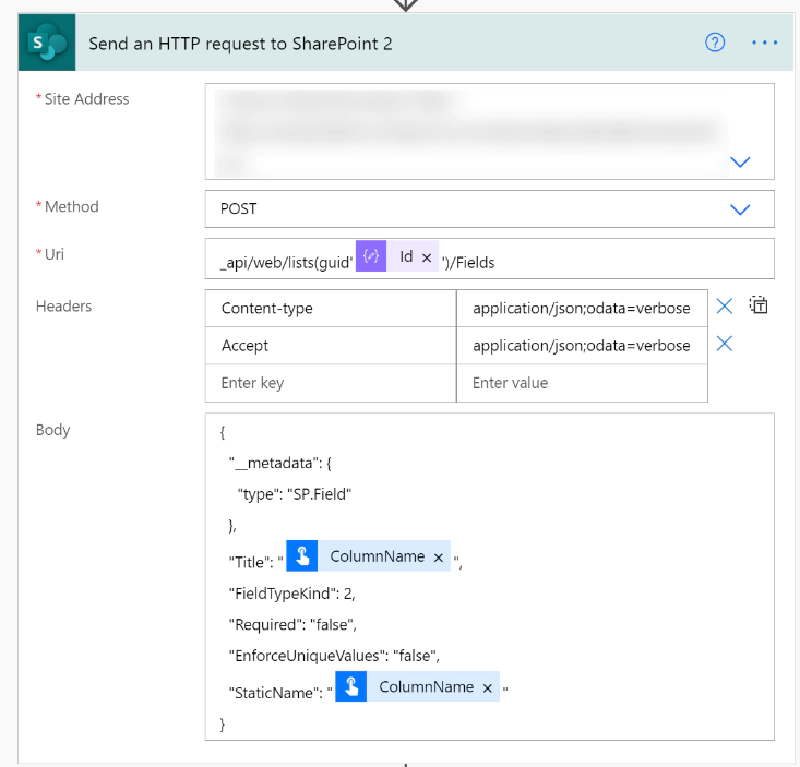 Send an HTTP request to SharePoint 2
* Site Address
* Method
POST
* Uri
_api/web/lists(guid' Id × ')/Fields
Headers
Content-type application/json;odata=verbose
Accept application/json;odata=verbose
Enter key Enter value
Body
{
"__metadata": {
"type": "SP.Field"
},
"Title": " ColumnName × ",
"FieldTypeKind": 2,
"Required": "false",
"EnforceUniqueValues": "false",
"StaticName": " ColumnName × "
}